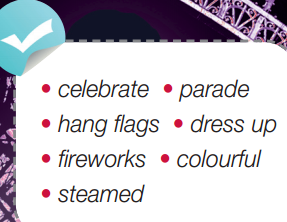 • celebrate • parade
• hang flags • dress up
• fireworks • colourful
• steamed